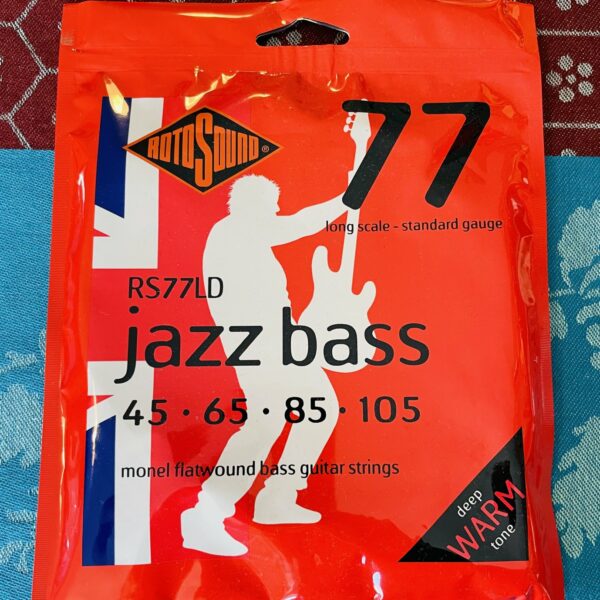 ROTOSOUND®
77
long scale - standard gauge
RS77LD
jazz bass
45 · 65 · 85 · 105
monel flatwound bass guitar strings
deep
WARM
tone